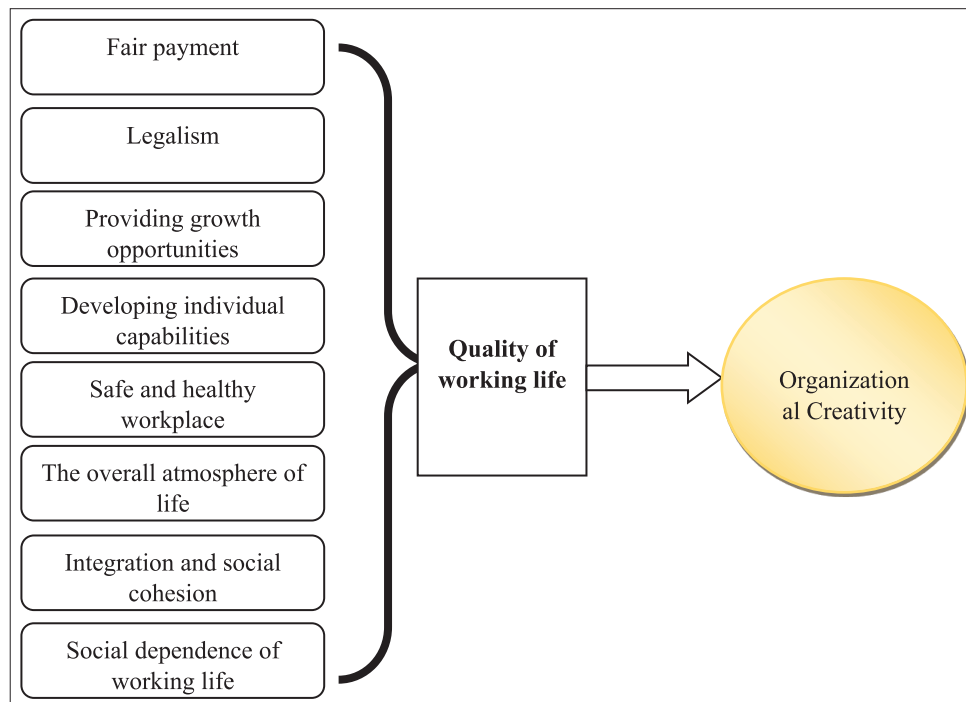 Fair payment
Legalism
Providing growth
opportunities
Developing individual
capabilities
Safe and healthy
workplace
The overall atmosphere of
life
Integration and social
cohesion
Social dependence of
working life
Quality of
working life
Organization
al Creativity